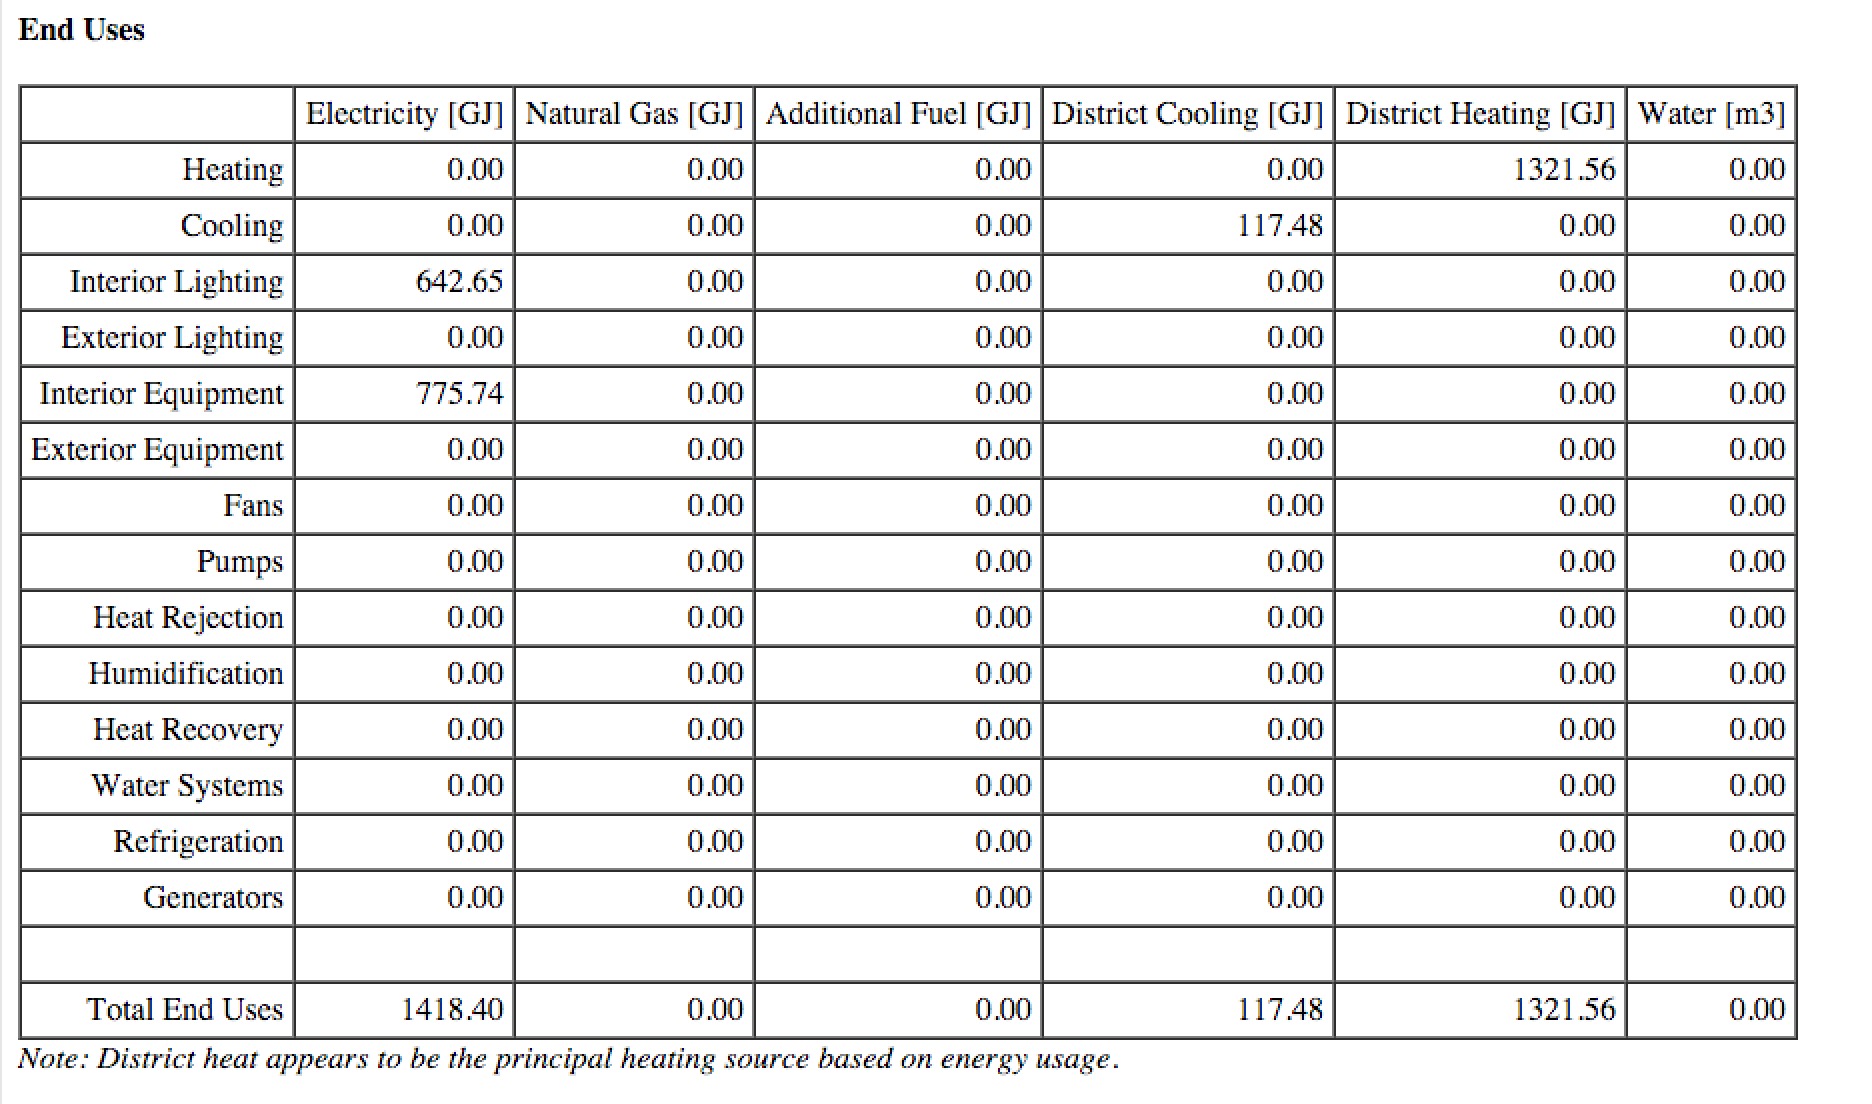 End Uses
Electricity [GJ] Natural Gas [GJ] Additional Fuel [GJ] District Cooling [GJ] District Heating [GJ] Water [m3]
Heating 0.00 0.00 0.00 0.00 1321.56 0.00
Cooling 0.00 0.00 0.00 117.48 0.00 0.00
Interior Lighting 642.65 0.00 0.00 0.00 0.00 0.00
Exterior Lighting 0.00 0.00 0.00 0.00 0.00 0.00
Interior Equipment 775.74 0.00 0.00 0.00 0.00 0.00
Exterior Equipment 0.00 0.00 0.00 0.00 0.00 0.00
Fans 0.00 0.00 0.00 0.00 0.00 0.00
Pumps 0.00 0.00 0.00 0.00 0.00 0.00
Heat Rejection 0.00 0.00 0.00 0.00 0.00 0.00
Humidification 0.00 0.00 0.00 0.00 0.00 0.00
Heat Recovery 0.00 0.00 0.00 0.00 0.00 0.00
Water Systems 0.00 0.00 0.00 0.00 0.00 0.00
Refrigeration 0.00 0.00 0.00 0.00 0.00 0.00
Generators 0.00 0.00 0.00 0.00 0.00 0.00
Total End Uses 1418.40 0.00 0.00 117.48 1321.56 0.00
Note: District heat appears to be the principal heating source based on energy usage.